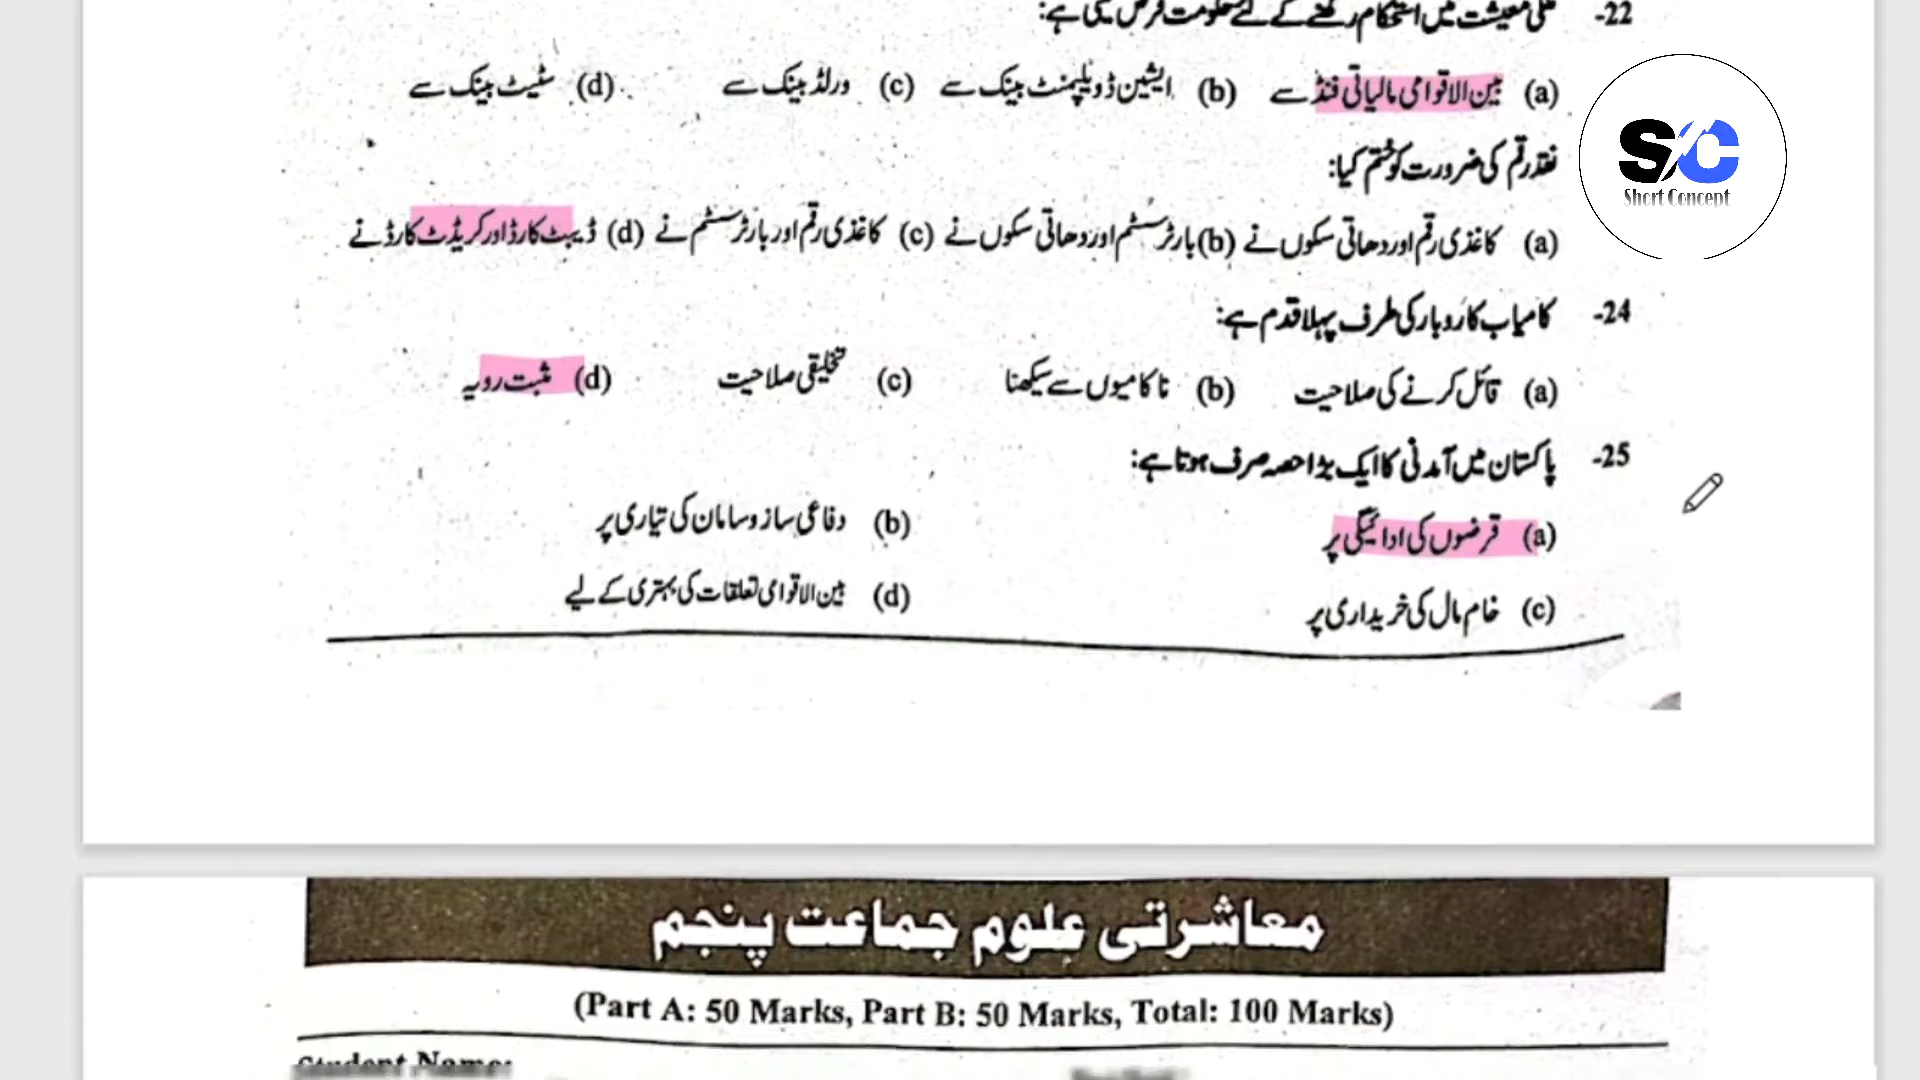 22- ملکی معیشت میں استحکام رکھنے کے لئے حکومت قرض لیتی ہے:
(a) بین الاقوامی مالیاتی فنڈ سے (b) ایشین ڈویلپمنٹ بینک سے (c) ورلڈ بینک سے (d) سٹیٹ بینک سے
نقد رقم کی ضرورت کو ختم کیا:
(a) کاغذی رقم اور دھاتی سکوں نے (b) بارٹر سسٹم اور دھاتی سکوں نے (c) کاغذی رقم اور بارٹر سسٹم نے (d) ڈیبٹ کارڈ اور کریڈٹ کارڈ نے
24- کامیاب کاروبار کی طرف پہلا قدم ہے:
(a) قائل کرنے کی صلاحیت (b) ناکامیوں سے سیکھنا (c) تخلیقی صلاحیت (d) مثبت رویہ
25- پاکستان میں آمدنی کا ایک بڑا حصہ صرف ہوتا ہے:
(a) قرضوں کی ادائیگی پر (b) دفاعی ساز و سامان کی تیاری پر
(c) خام مال کی خریداری پر (d) بین الاقوامی تعلقات کی بہتری کے لیے
S/C
Short Concept
معاشرتی علوم جماعت پنجم
(Part A: 50 Marks, Part B: 50 Marks, Total: 100 Marks)
Student Name: